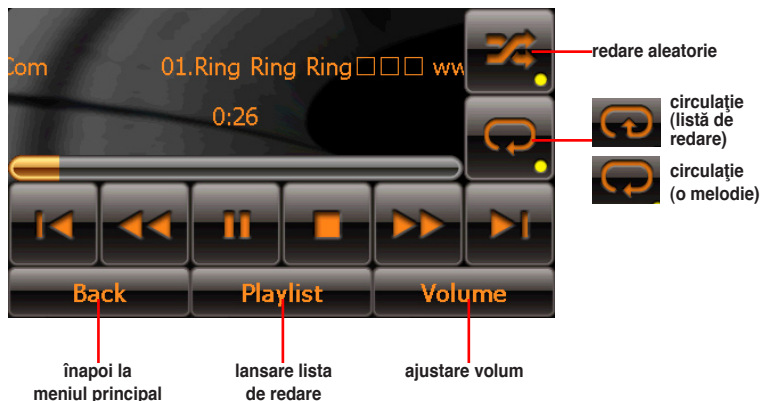 Com 01.Ring Ring Ring□□□ ww
0:26
Back Playlist Volume
redare aleatorie
circulaţie
(listă de
redare)
circulaţie
(o melodie)
înapoi la
meniul principal
lansare lista
de redare
ajustare volum